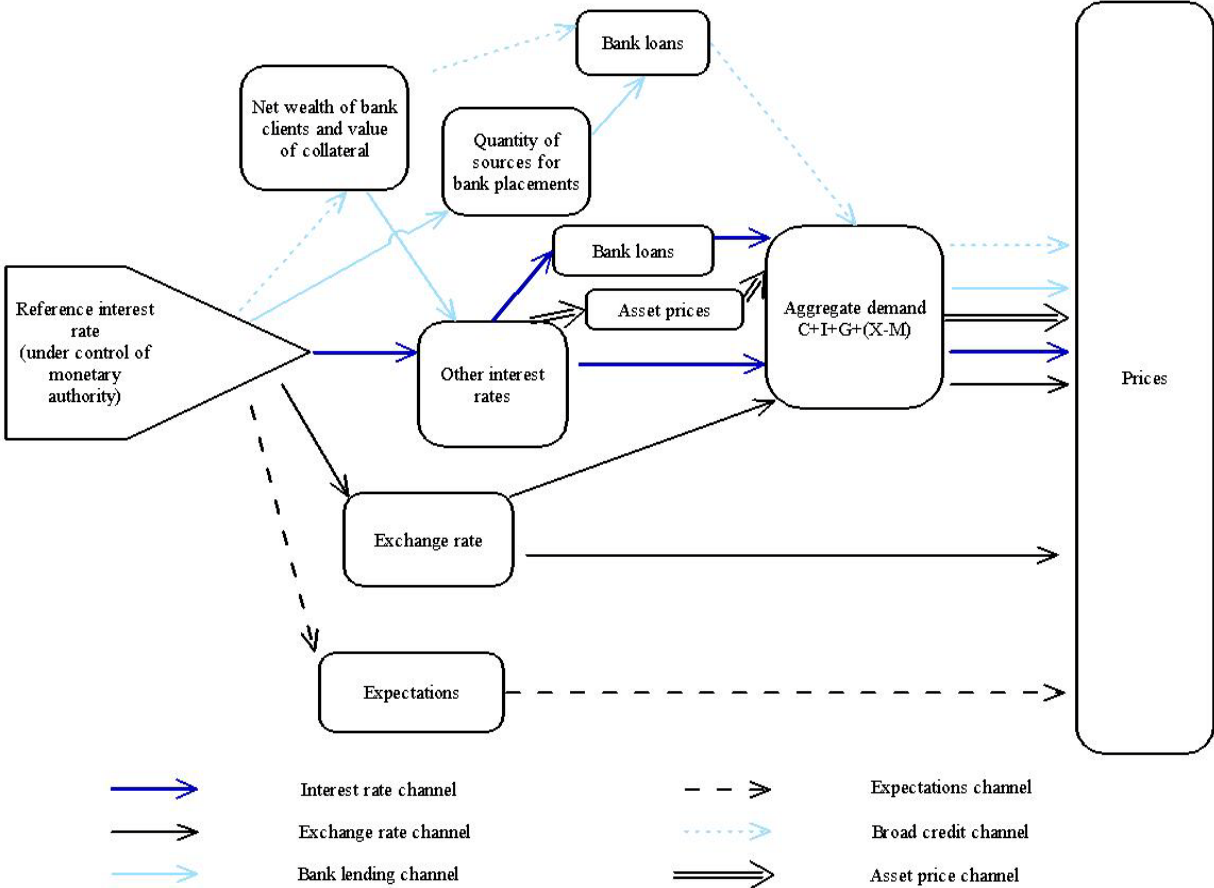 Bank loans
Net wealth of bank
clients and value
of collateral
Quantity of
sources for
bank placements
Bank loans
Reference interest
rate
(under control of
monetary
authority)
Asset prices
Aggregate demand
C+I+G+(X-M)
Other interest
rates
Prices
Exchange rate
Expectations
Interest rate channel
Expectations channel
Exchange rate channel
Broad credit channel
Bank lending channel
Asset price channel